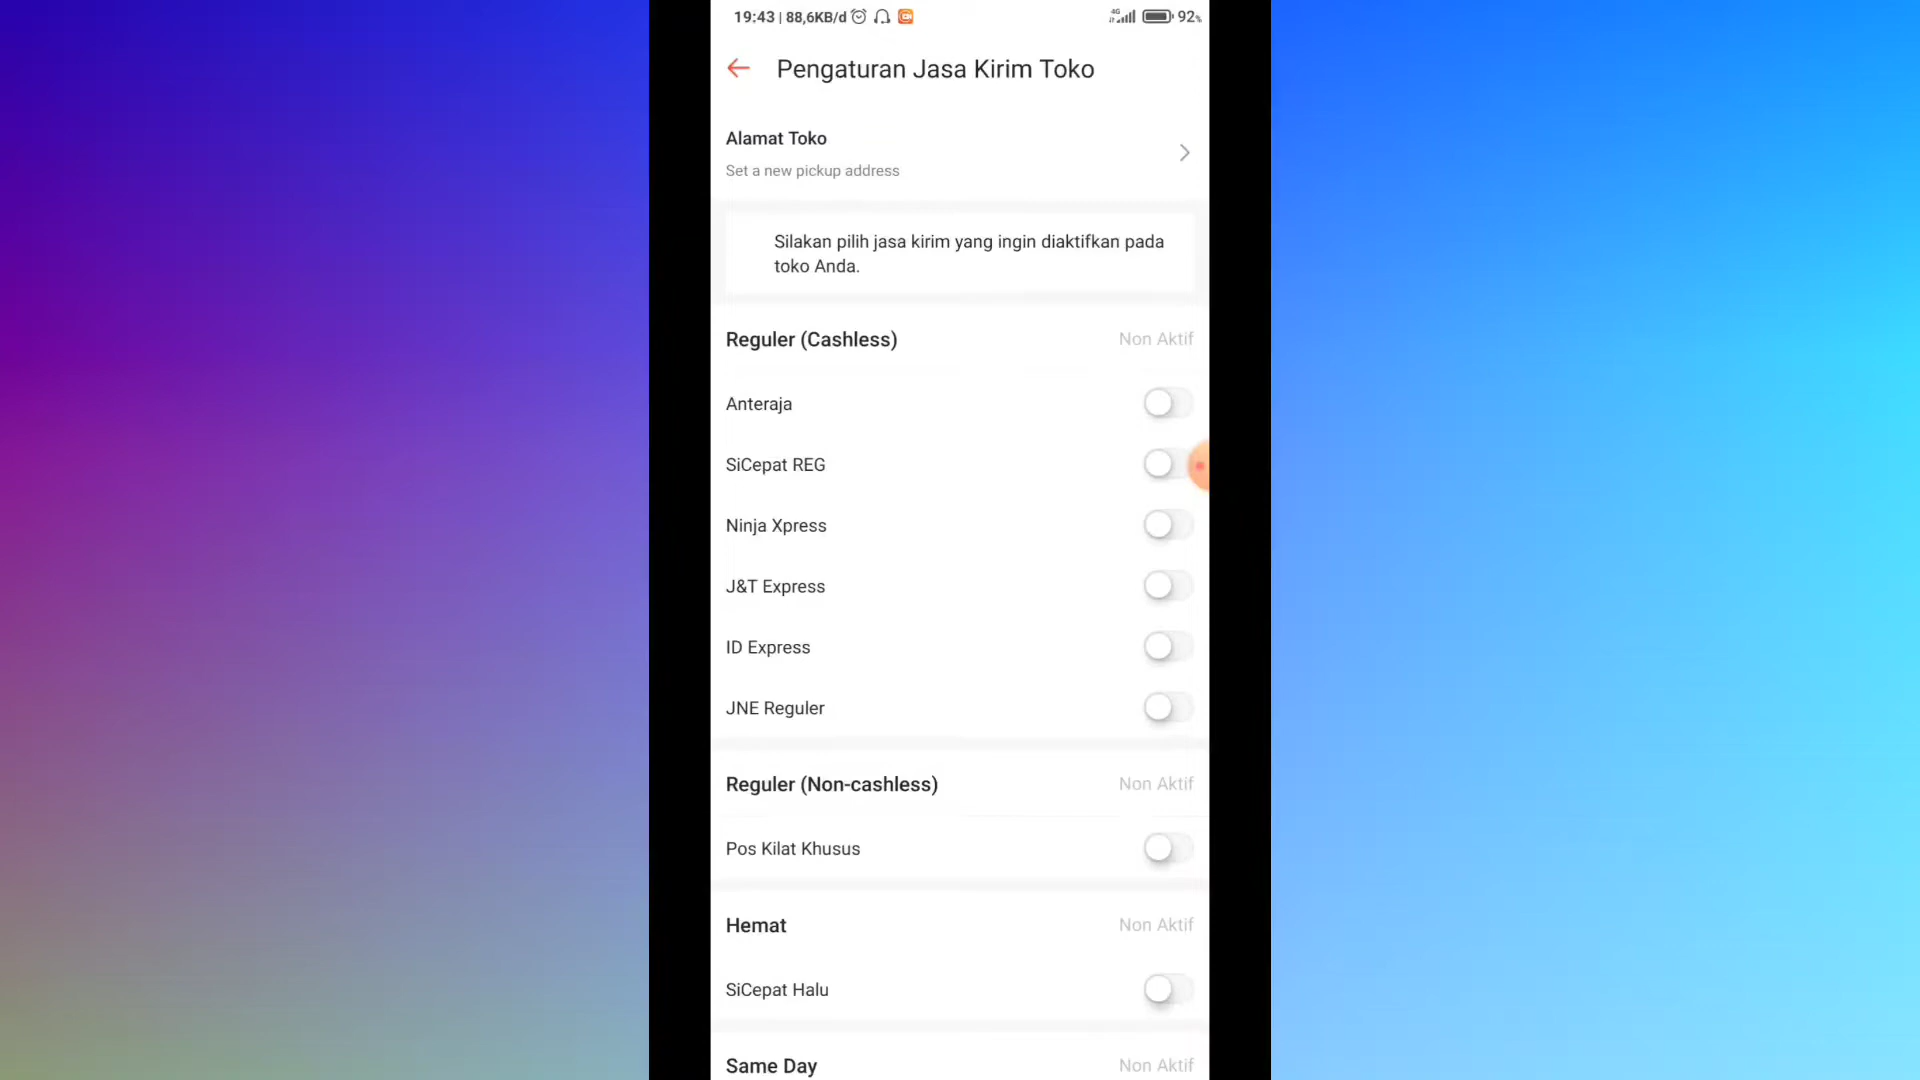 19:43 | 88,6KB/d
4G
92%
Pengaturan Jasa Kirim Toko
Alamat Toko
Set a new pickup address
Silakan pilih jasa kirim yang ingin diaktifkan pada
toko Anda.
Reguler (Cashless)
Non Aktif
Anteraja
SiCepat REG
Ninja Xpress
J&T Express
ID Express
JNE Reguler
Reguler (Non-cashless)
Non Aktif
Pos Kilat Khusus
Hemat
Non Aktif
SiCepat Halu
Same Day
Non Aktif